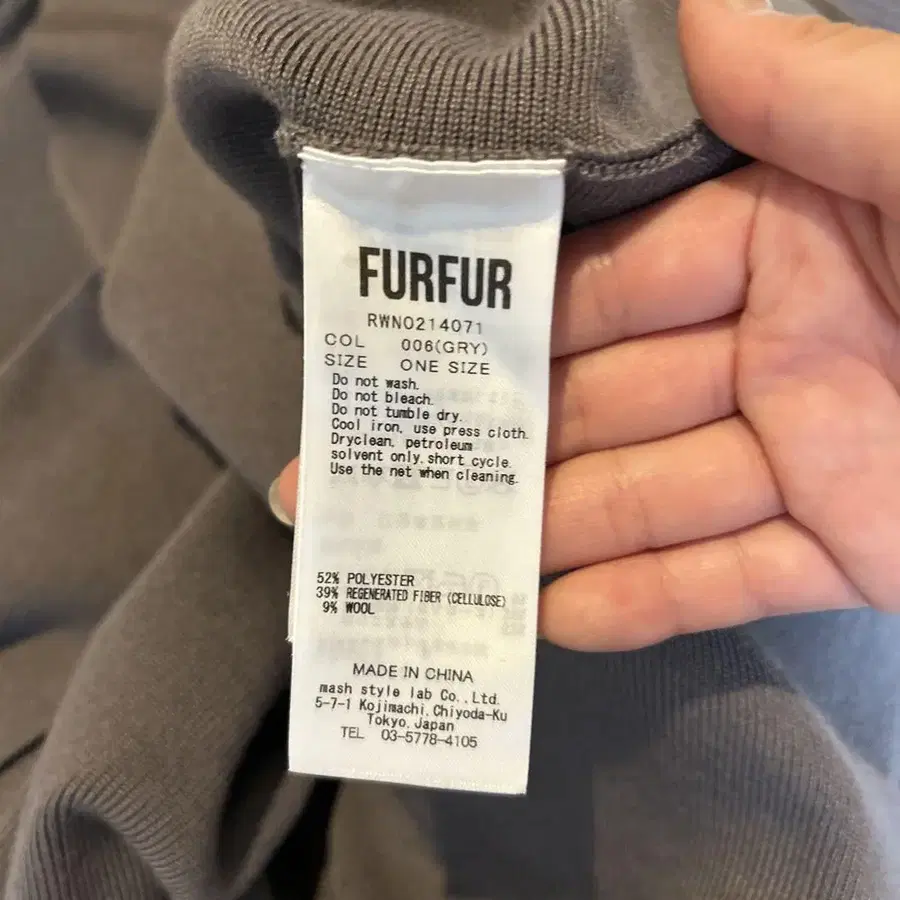 FURFUR
RWNO214071
COL 006(GRY)
SIZE ONE SIZE
Do not wash.
Do not bleach.
Do not tumble dry.
Cool iron, use press cloth.
Dryclean, petroleum
solvent only, short cycle.
Use the net when cleaning.
52% POLYESTER
39% REGENERATED FIBER (CELLULOSE)
9% WOOL
MADE IN CHINA
mash style lab Co., Ltd.
5-7-1 Kojimachi, Chiyoda-Ku
Tokyo, Japan
TEL 03-5778-4105